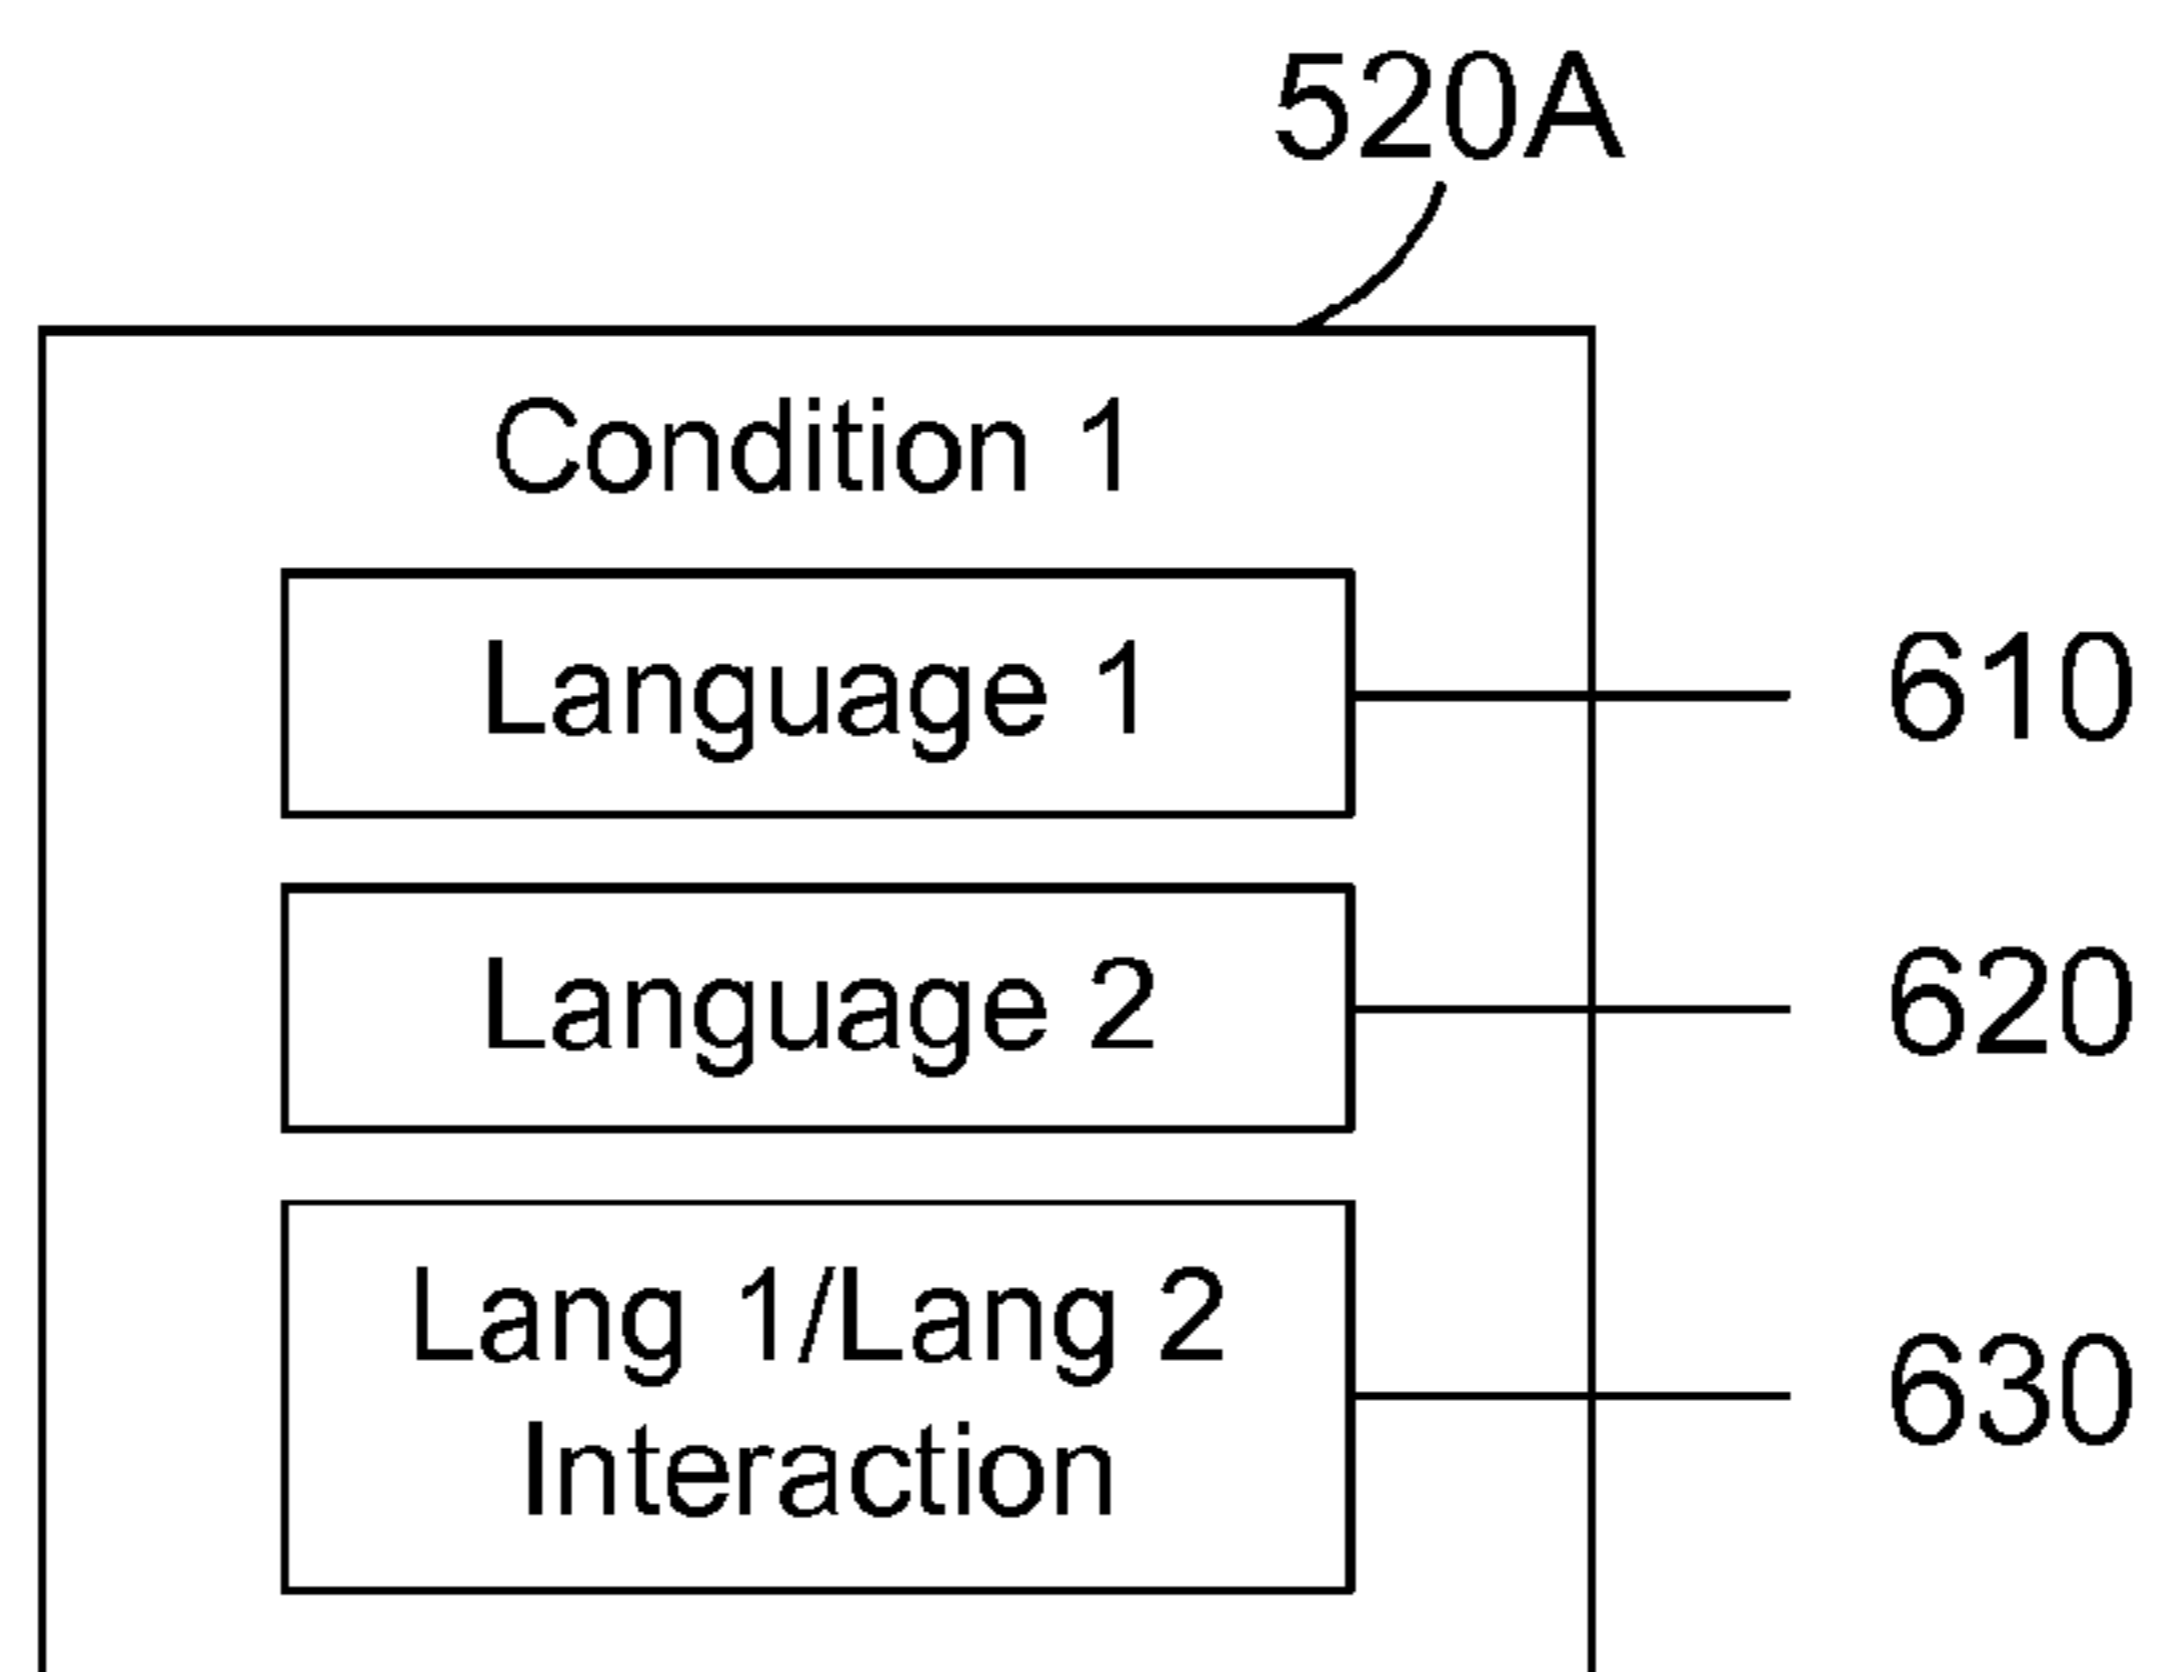 520A
Condition 1
Language 1
610
Language 2
620
Lang 1/Lang 2
Interaction
630